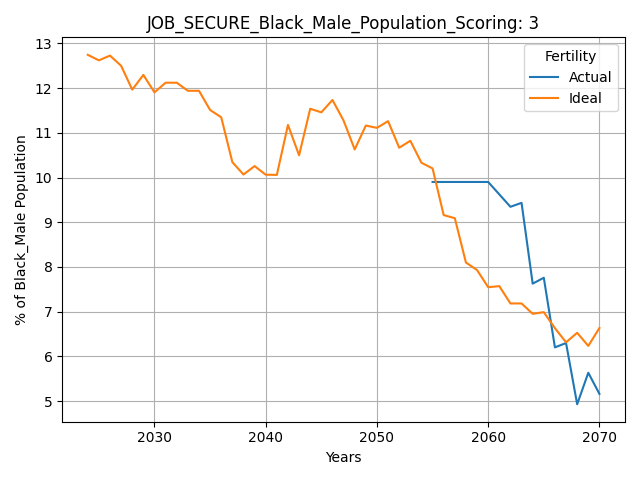 JOB_SECURE_Black_Male_Population_Scoring: 3
Fertility
Actual
Ideal
% of Black_Male Population
13
12
11
10
9
8
7
6
5
2030 2040 2050 2060 2070
Years